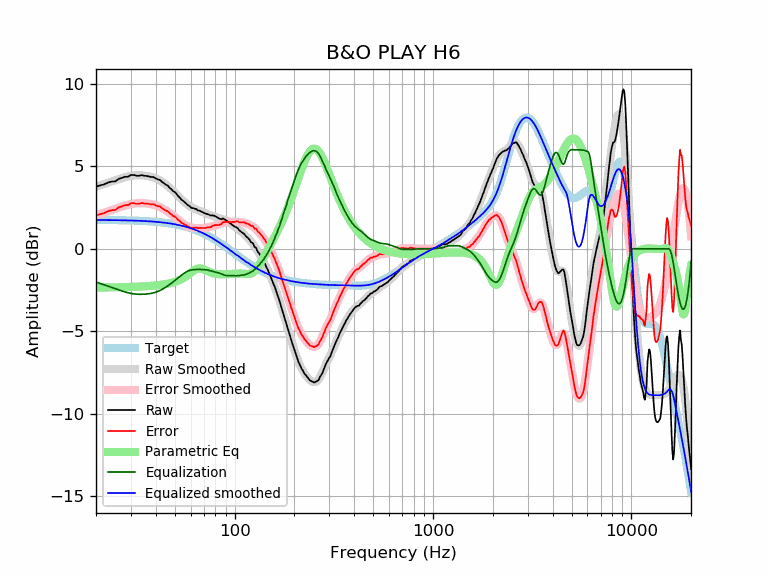 B&O PLAY H6
Amplitude (dBr)
10
5
0
−5
−10
−15
Target
Raw Smoothed
Error Smoothed
Raw
Error
Parametric Eq
Equalization
Equalized smoothed
100
1000
10000
Frequency (Hz)